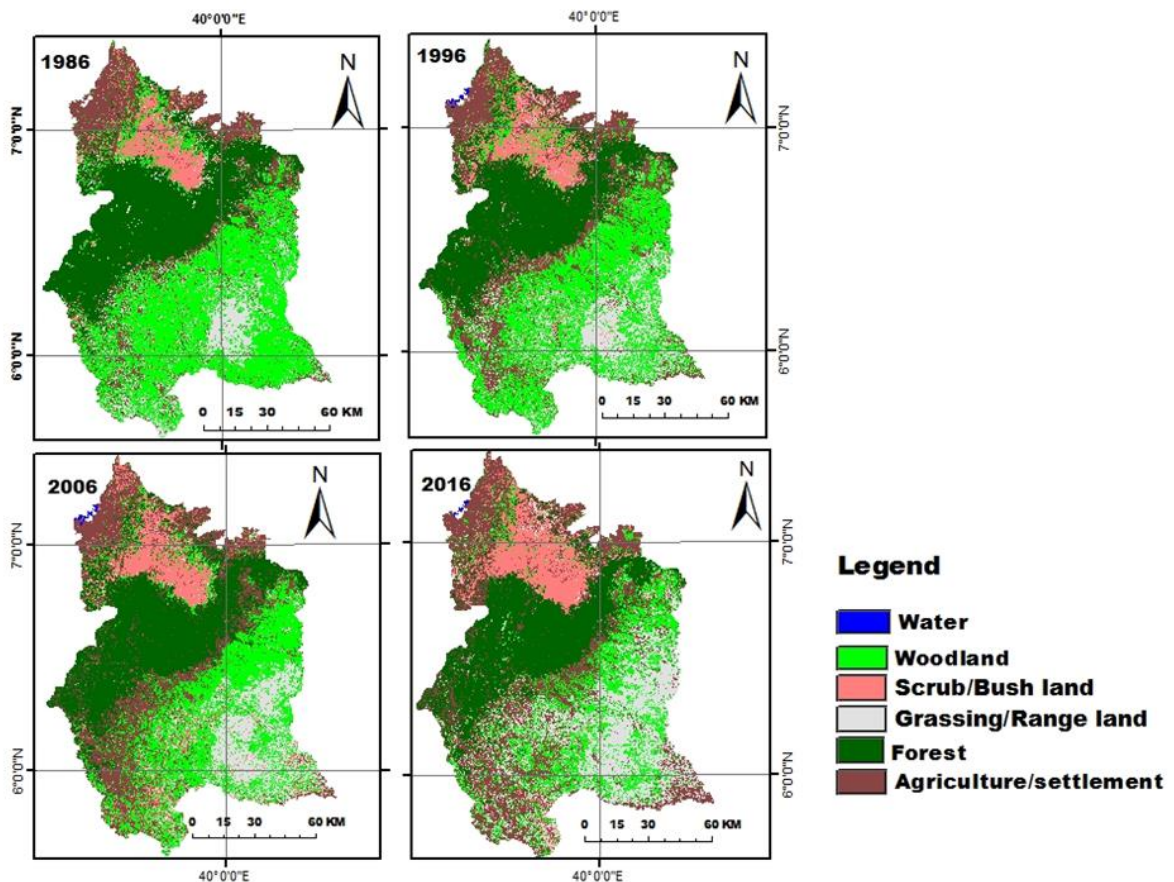 40°0'0"E
40°0'0"E
1986
N
7°0'0"N
6°0'0"N
0 15 30 60 KM
1996
N
7°0'0"N
6°0'0"N
0 15 30 60 KM
2006
N
7°0'0"N
6°0'0"N
0 15 30 60 KM
40°0'0"E
2016
N
7°0'0"N
6°0'0"N
0 15 30 60 KM
40°0'0"E
Legend
Water
Woodland
Scrub/Bush land
Grassing/Range land
Forest
Agriculture/settlement